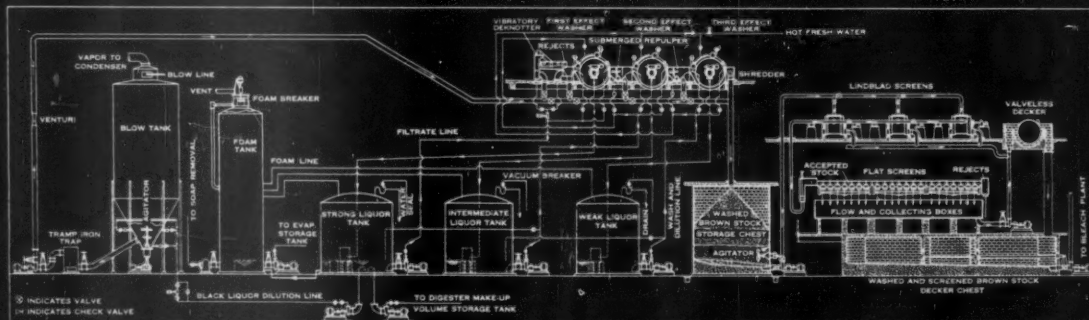 VIBRATORY
DEKNOTTER
FIRST EFFECT
WASHER
SECOND EFFECT
WASHER
THIRD EFFECT
WASHER
HOT FRESH WATER
REJECTS
SUBMERGED REPULPER
SHREDDER
VAPOR TO
CONDENSER
BLOW LINE
VENT
FOAM BREAKER
VENTURI
BLOW TANK
FOAM
TANK
FILTRATE LINE
LINDBLAD SCREENS
VALVELESS
DECKER
TO SOAP REMOVAL
FOAM LINE
VACUUM BREAKER
ACCEPTED
STOCK
FLAT SCREENS
REJECTS
AGITATOR
STRONG LIQUOR
TANK
WATER
SEAL
INTERMEDIATE
LIQUOR TANK
WEAK LIQUOR
TANK
DRAIN
WASH AND
DILUTION LINE
WASHED
BROWN STOCK
STORAGE CHEST
AGITATOR
FLOW AND COLLECTING BOXES
TO BLEACH PLANT
TRAMP IRON
TRAP
TO EVAP.
STORAGE
TANK
WASHED AND SCREENED BROWN STOCK
DECKER CHEST
BLACK LIQUOR DILUTION LINE
TO DIGESTER MAKE-UP
VOLUME STORAGE TANK
INDICATES VALVE
INDICATES CHECK VALVE